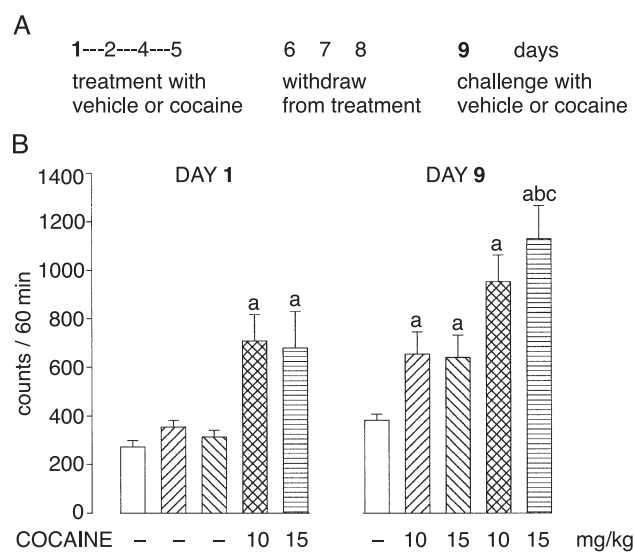 A
1---2---4---5 6 7 8 9 days
treatment with withdraw challenge with
vehicle or cocaine from treatment vehicle or cocaine
B
DAY 1 DAY 9
counts / 60 min
1400
1200
1000
800
600
400
200
0
a a a a a abc
COCAINE – – – 10 15 – 10 15 10 15 mg/kg